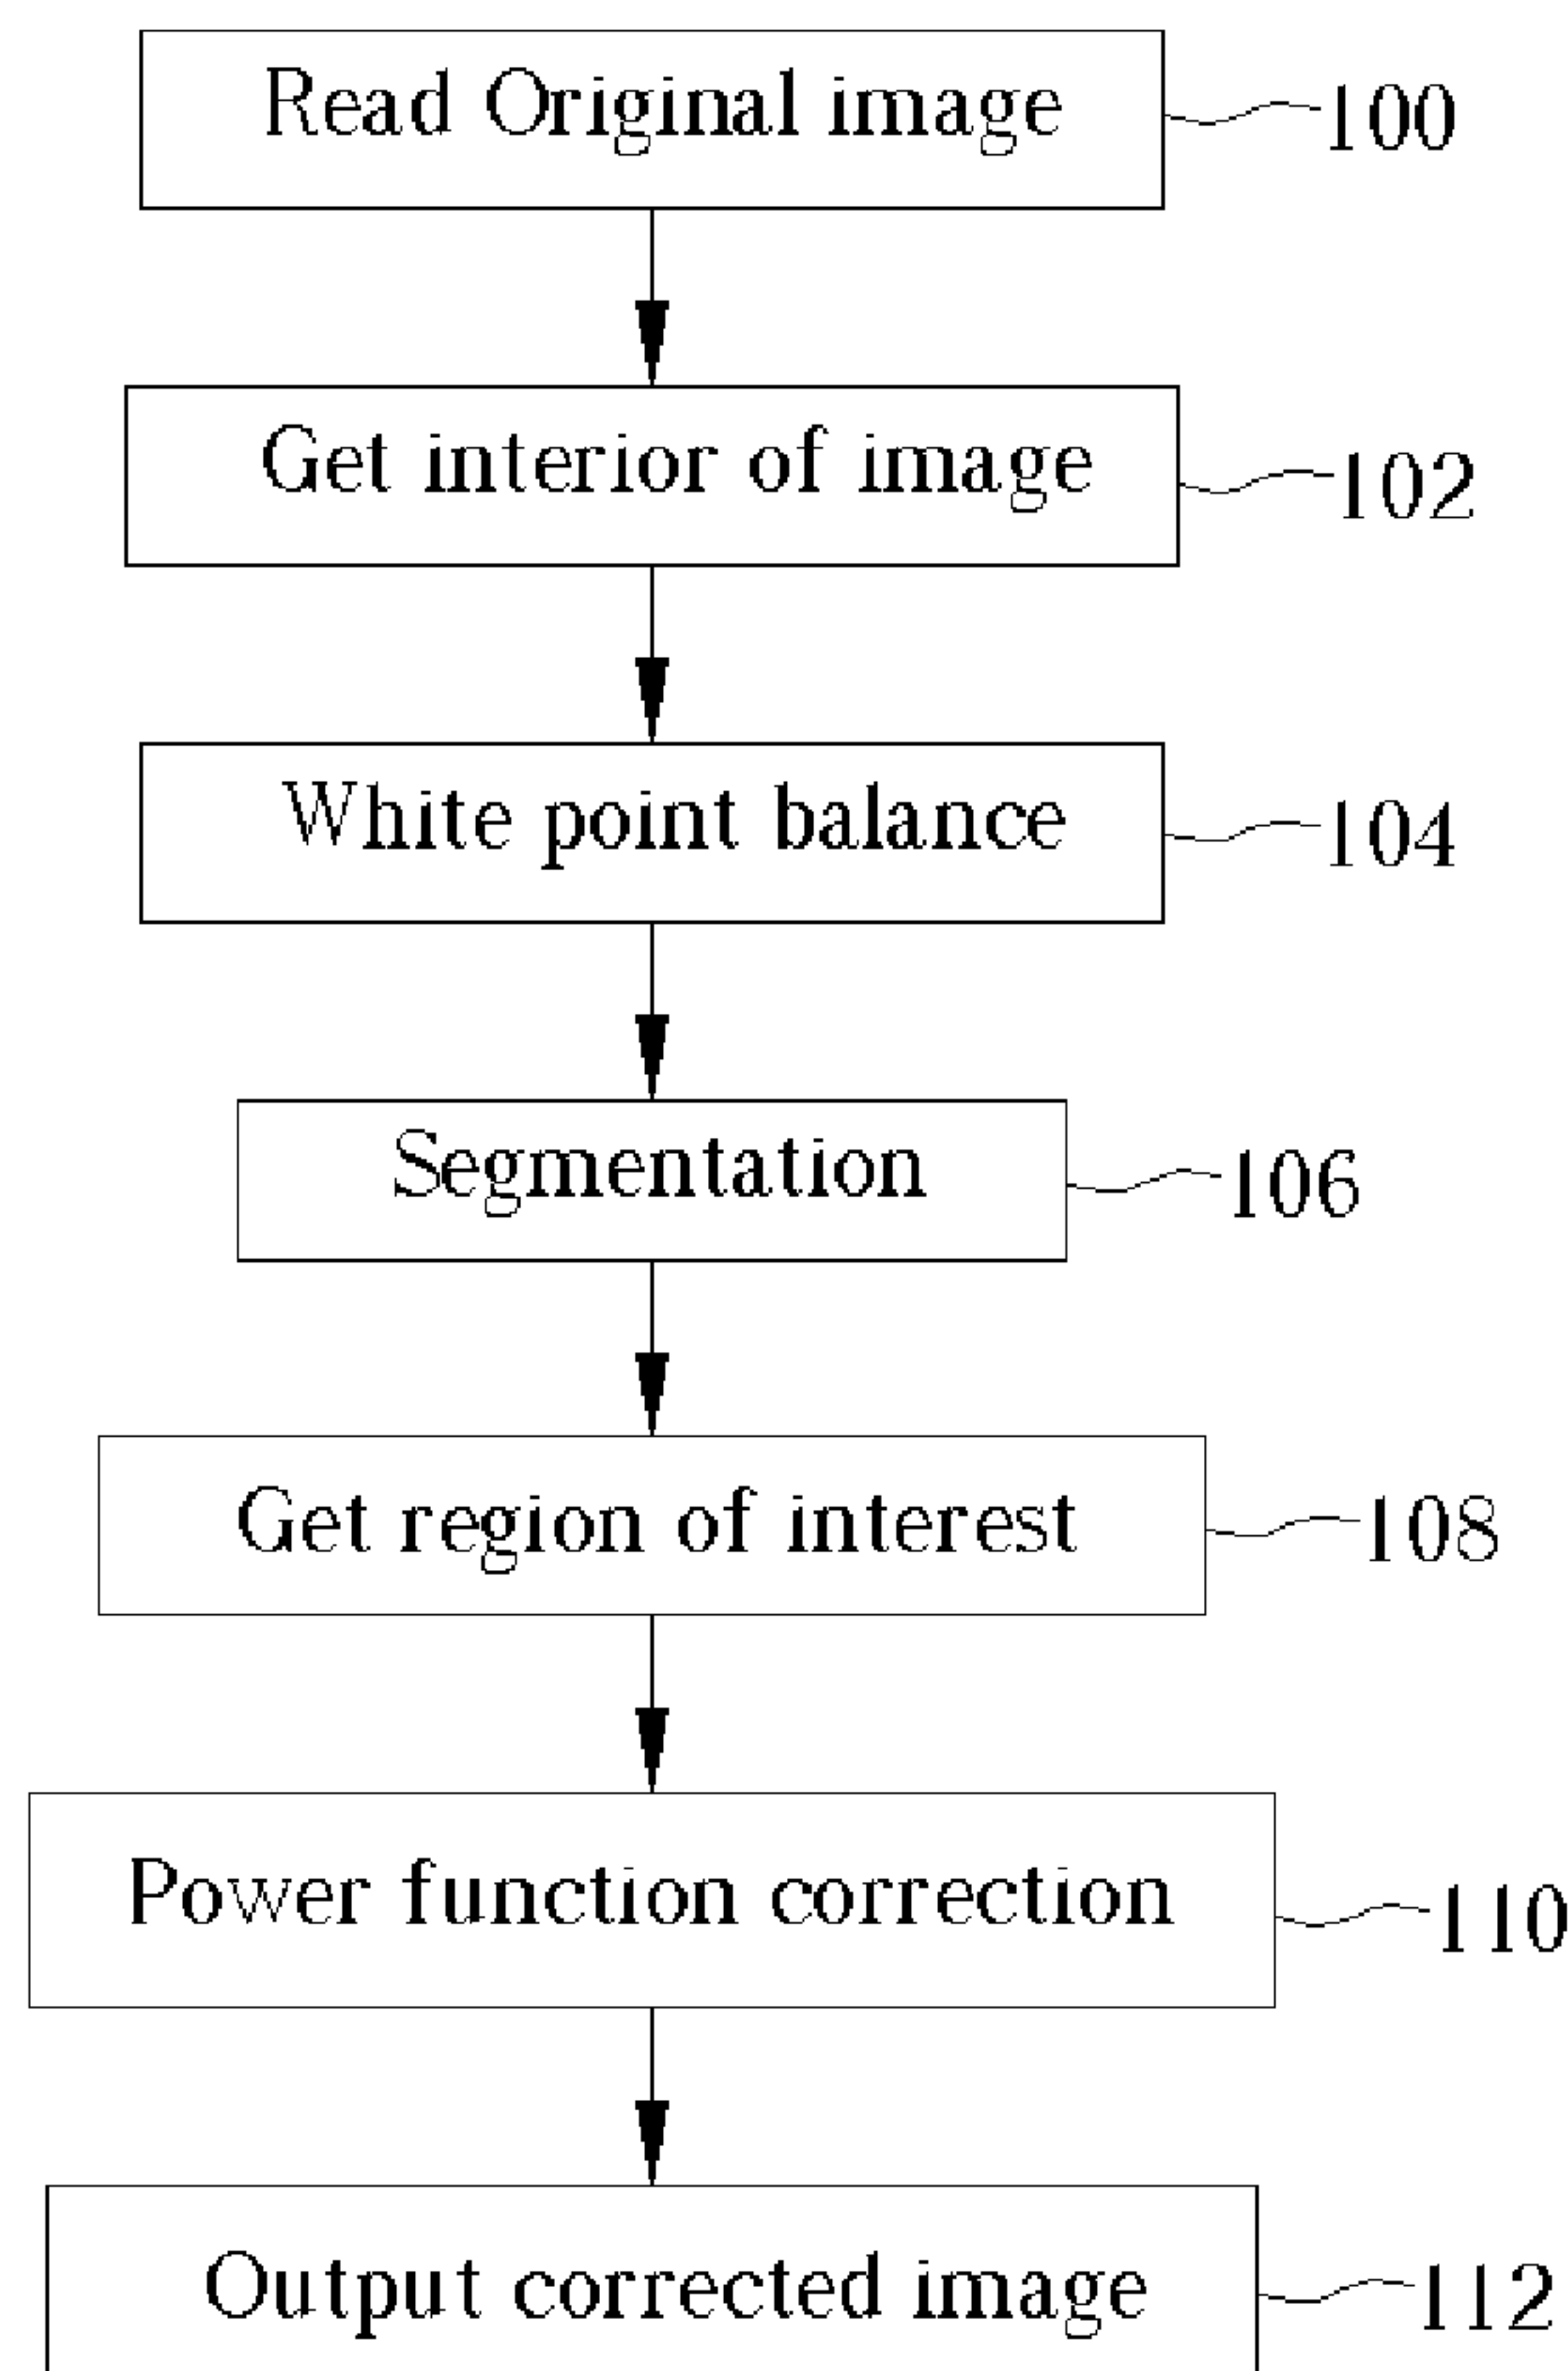 Read Original image 100
Get interior of image 102
White point balance 104
Segmentation 106
Get region of interest 108
Power function correction 110
Output corrected image 112